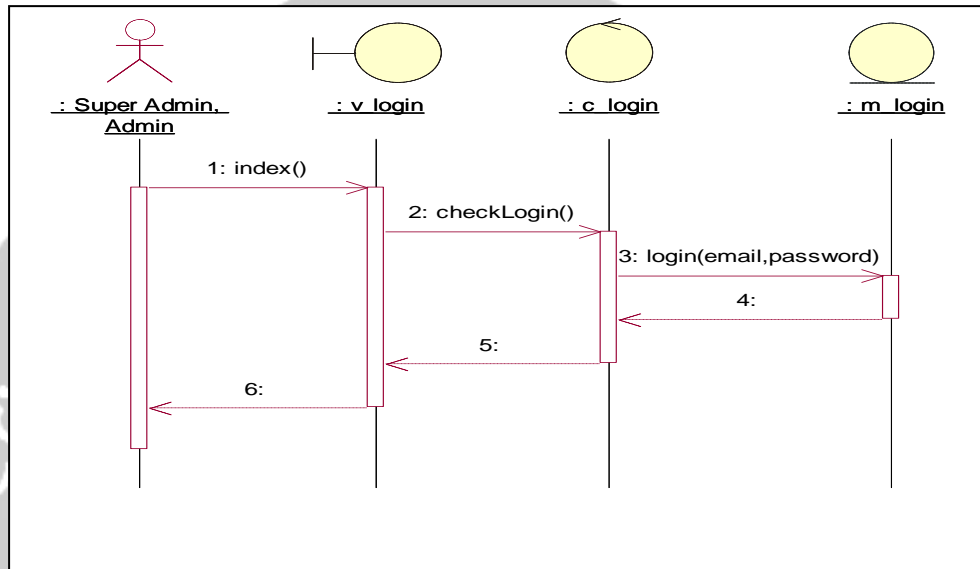 : Super Admin,
Admin
: v_login
: c_login
: m_login
1: index()
2: checkLogin()
3: login(email,password)
4:
5:
6: